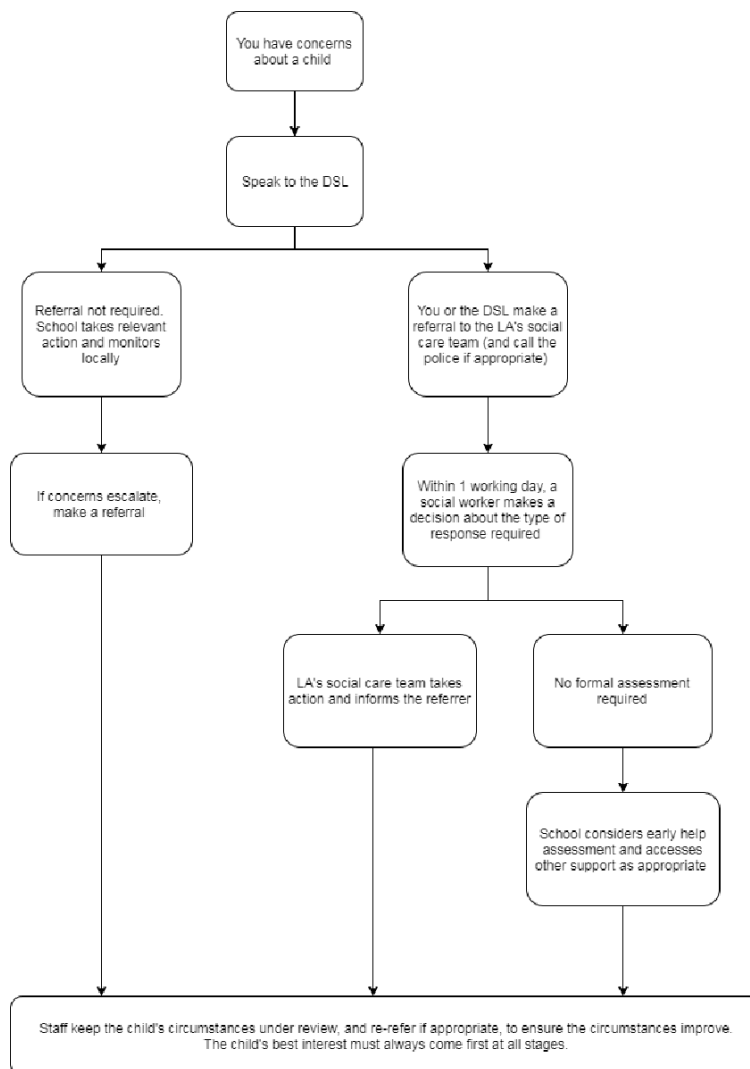 You have concerns
about a child
Speak to the DSL
Referral not required.
School takes relevant
action and monitors
locally
You or the DSL make a
referral to the LA's social
care team (and call the
police if appropriate)
If concerns escalate,
make a referral
Within 1 working day, a
social worker makes a
decision about the type of
response required
LA's social care team takes
action and informs the referrer
No formal assessment
required
School considers early help
assessment and accesses
other support as appropriate
Staff keep the child's circumstances under review, and re-refer if appropriate, to ensure the circumstances improve.
The child's best interest must always come first at all stages.